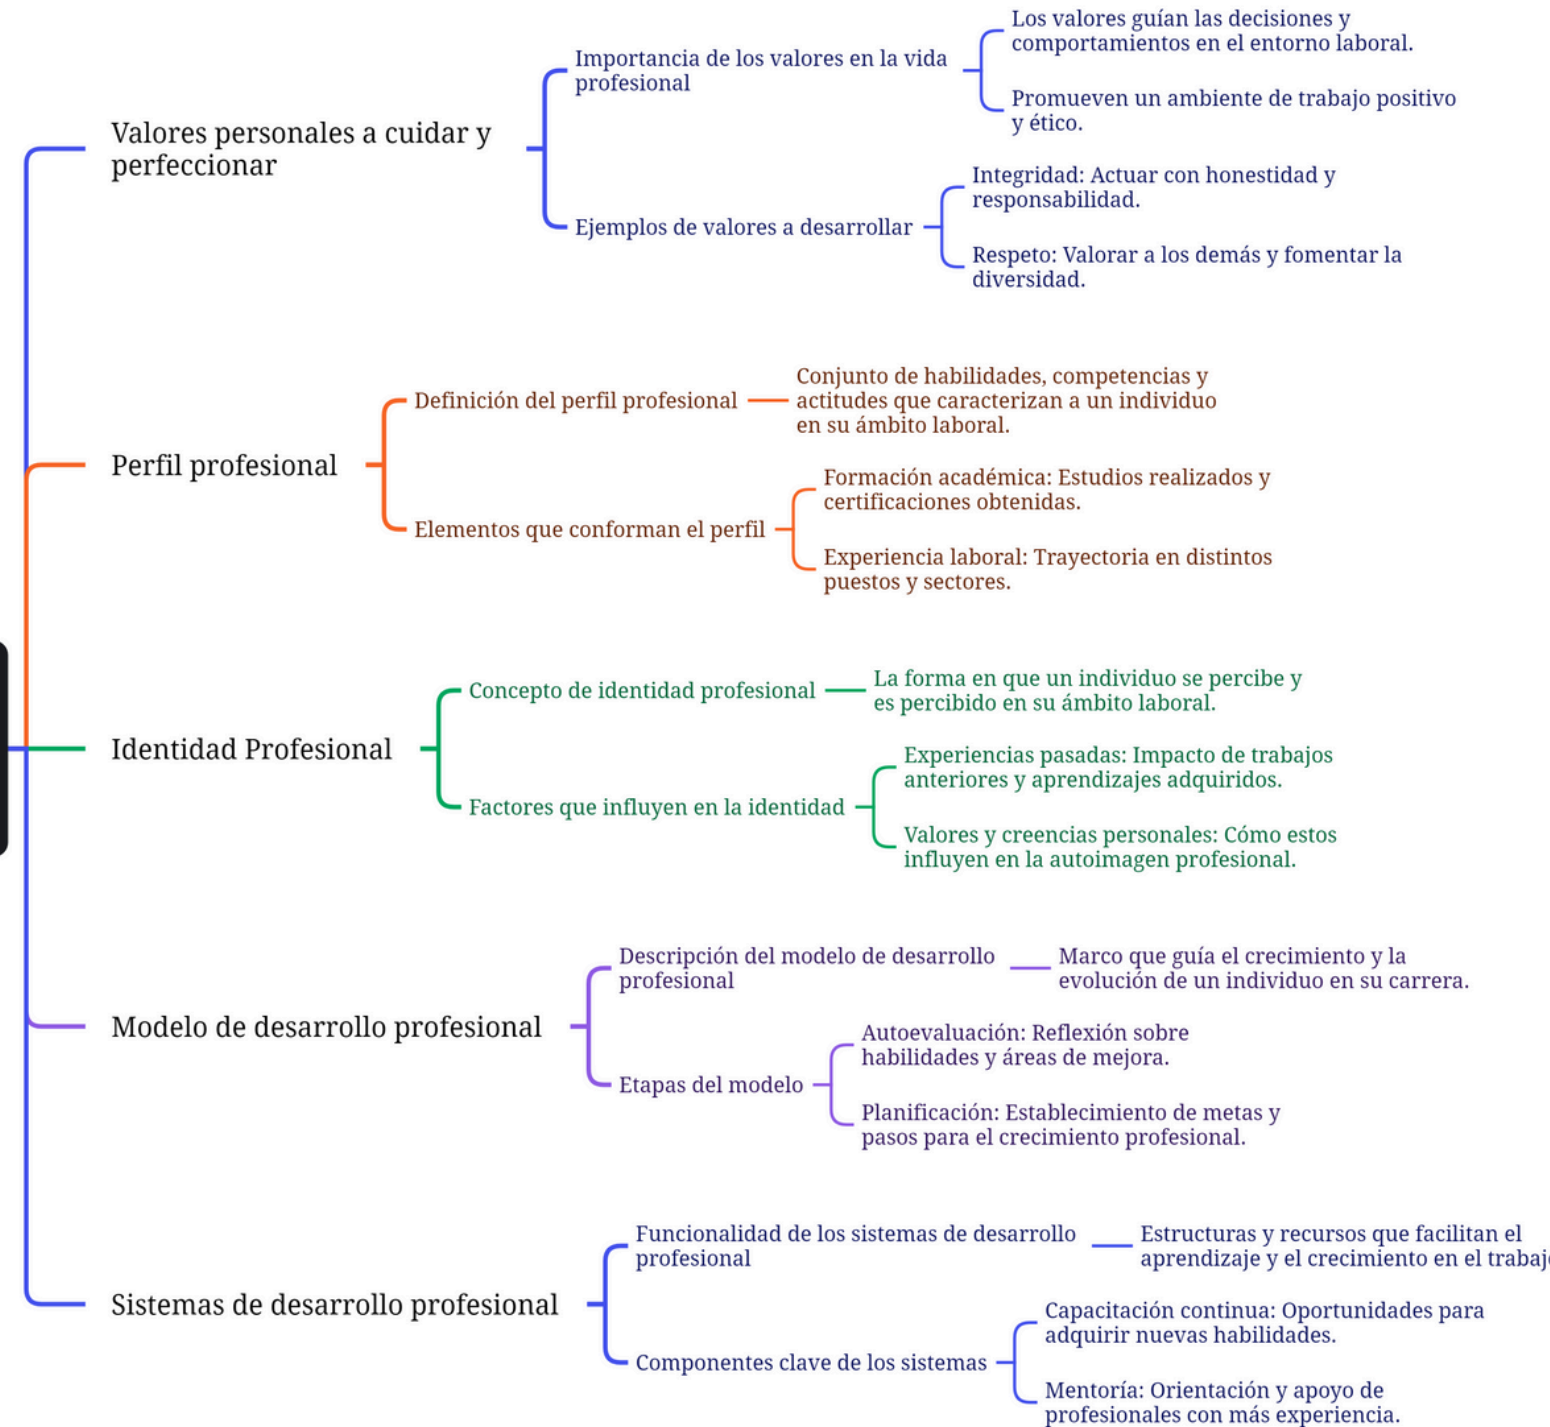 Valores personales a cuidar y
perfeccionar
Importancia de los valores en la vida
profesional
Los valores guían las decisiones y
comportamientos en el entorno laboral.
Promueven un ambiente de trabajo positivo
y ético.
Ejemplos de valores a desarrollar
Integridad: Actuar con honestidad y
responsabilidad.
Respeto: Valorar a los demás y fomentar la
diversidad.
Perfil profesional
Definición del perfil profesional
Conjunto de habilidades, competencias y
actitudes que caracterizan a un individuo
en su ámbito laboral.
Elementos que conforman el perfil
Formación académica: Estudios realizados y
certificaciones obtenidas.
Experiencia laboral: Trayectoria en distintos
puestos y sectores.
Identidad Profesional
Concepto de identidad profesional
La forma en que un individuo se percibe y
es percibido en su ámbito laboral.
Factores que influyen en la identidad
Experiencias pasadas: Impacto de trabajos
anteriores y aprendizajes adquiridos.
Valores y creencias personales: Cómo estos
influyen en la autoimagen profesional.
Modelo de desarrollo profesional
Descripción del modelo de desarrollo
profesional
Marco que guía el crecimiento y la
evolución de un individuo en su carrera.
Etapas del modelo
Autoevaluación: Reflexión sobre
habilidades y áreas de mejora.
Planificación: Establecimiento de metas y
pasos para el crecimiento profesional.
Sistemas de desarrollo profesional
Funcionalidad de los sistemas de desarrollo
profesional
Estructuras y recursos que facilitan el
aprendizaje y el crecimiento en el
Componentes clave de los sistemas
Capacitación continua: Oportunidades para
adquirir nuevas habilidades.
Mentoría: Orientación y apoyo de
profesionales con más experiencia.